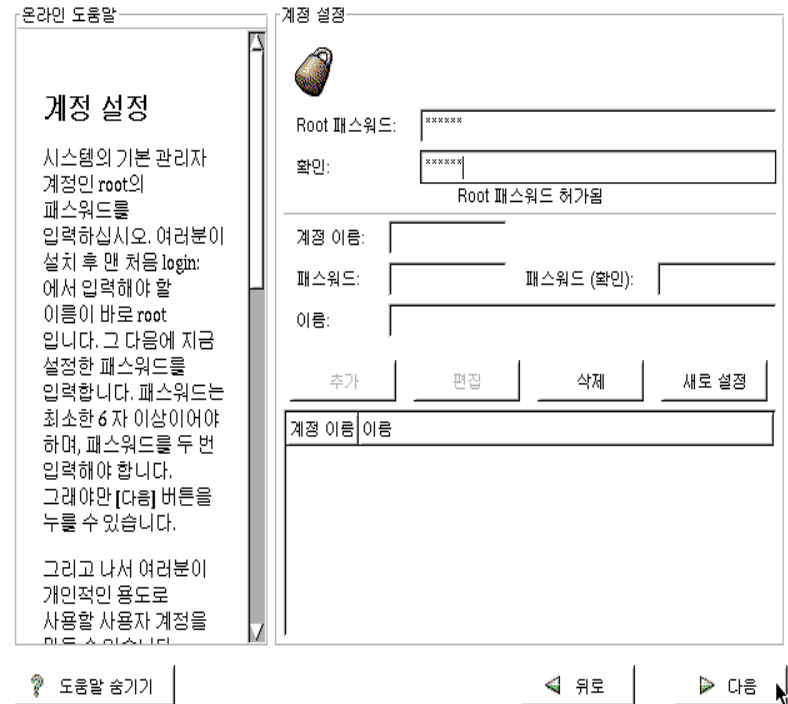 온라인 도움말
계정 설정
시스템의 기본 관리자
계정인 root의
패스워드를
입력하십시오. 여러분이
설치 후 맨 처음 login:
에서 입력해야 할
이름이 바로 root
입니다. 그 다음에 지금
설정한 패스워드를
입력합니다. 패스워드는
최소한 6 자 이상이어야
하며, 패스워드를 두 번
입력해야 합니다.
그래야만 [다음] 버튼을
누를 수 있습니다.
그리고 나서 여러분이
개인적인 용도로
사용할 사용자 계정을
계정 설정
Root 패스워드: ******
확인: ******
Root 패스워드 허가됨
계정 이름:
패스워드: 패스워드 (확인):
이름:
추가 편집 삭제 새로 설정
계정 이름 이름
? 도움말 숨기기 뒤로 다음